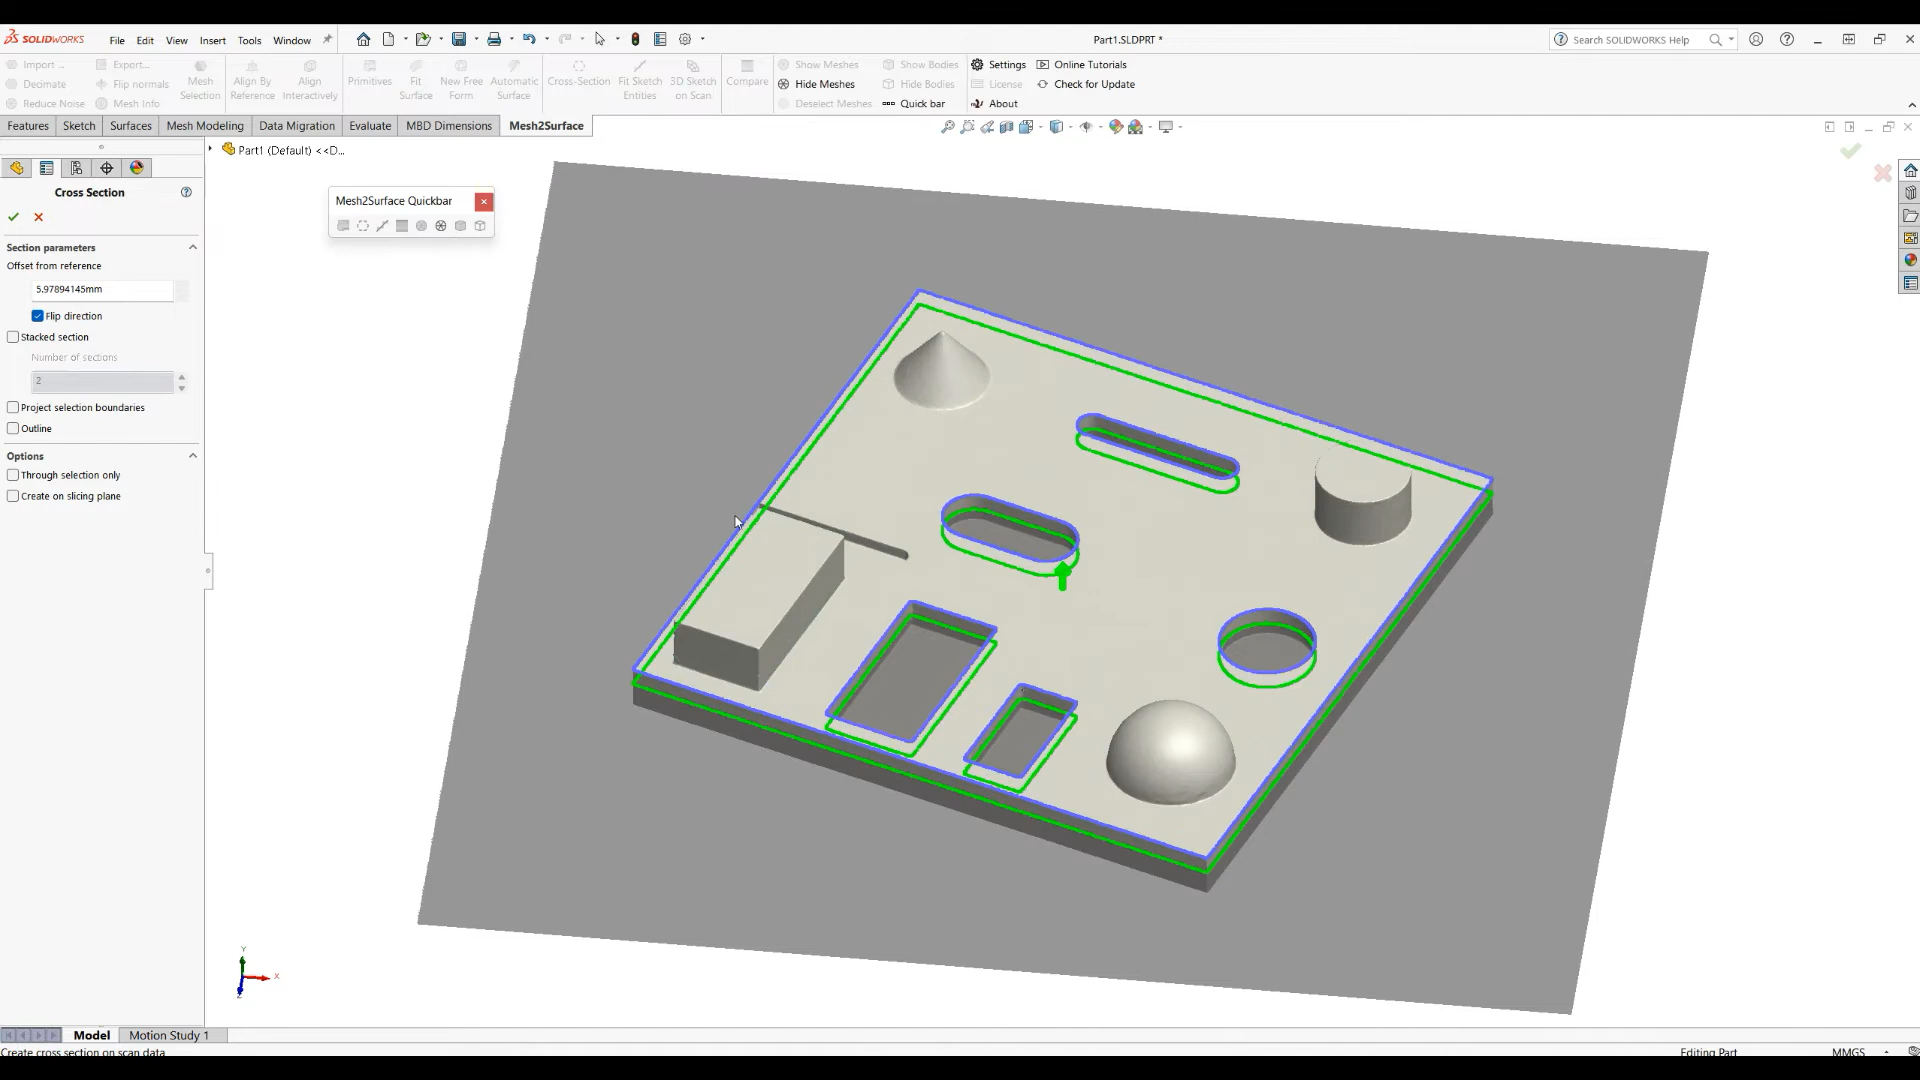 SOLIDWORKS
File Edit View Insert Tools Window
Part1.SLDPRT *
Search SOLIDWORKS Help
Import ... Export...
Decimate Flip normals
Reduce Noise Mesh Info
Mesh Selection
Align By Reference
Align Interactively
Primitives
Fit Surface
New Free Form
Automatic Surface
Cross-Section
Fit Sketch Entities
3D Sketch on Scan
Compare
Show Meshes Show Bodies
Hide Meshes Hide Bodies
Deselect Meshes Quick bar
Settings Online Tutorials
License Check for Update
About
Features Sketch Surfaces Mesh Modeling Data Migration Evaluate MBD Dimensions Mesh2Surface
Part1 (Default) <<D...
Cross Section
Mesh2Surface Quickbar
Section parameters
Offset from reference
5.97894145mm
Flip direction
Stacked section
Number of sections
2
Project selection boundaries
Outline
Options
Through selection only
Create on slicing plane
Y
X
Z
Model Motion Study 1
Create cross section on scan data
Editing Part
MMGS